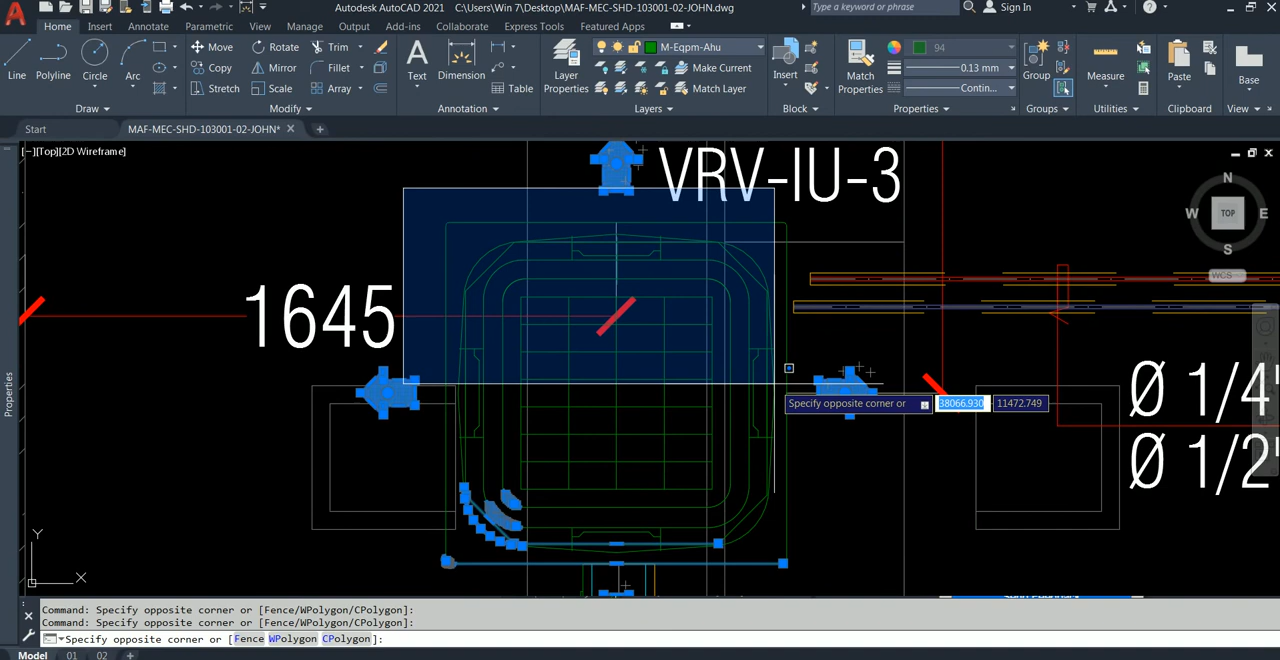 Autodesk AutoCAD 2021 C:\Users\Win 7\Desktop\MAF-MEC-SHD-103001-02-JOHN.dwg
Type a keyword or phrase
Sign In
Home Insert Annotate Parametric View Manage Output Add-ins Collaborate Express Tools Featured Apps
Line Polyline Circle Arc
Move Rotate Trim
Copy Mirror Fillet
Stretch Scale Array
Text Dimension Table
Layer Properties
M-Eqpm-Ahu
Make Current
Match Layer
Insert
Match Properties
94
0.13 mm
Contin...
Group
Measure
Paste
Base
Draw Modify Annotation Layers Block Properties Groups Utilities Clipboard View
Start MAF-MEC-SHD-103001-02-JOHN*
[−][Top][2D Wireframe]
VRV-IU-3
N
W TOP E
S
WCS
1645
Ø 1/4"
Ø 1/2"
Specify opposite corner or 38066.930 11472.749
Properties
Y
X
Command: Specify opposite corner or [Fence/WPolygon/CPolygon]:
Command: Specify opposite corner or [Fence/WPolygon/CPolygon]:
Specify opposite corner or [Fence WPolygon CPolygon]:
Model 01 02